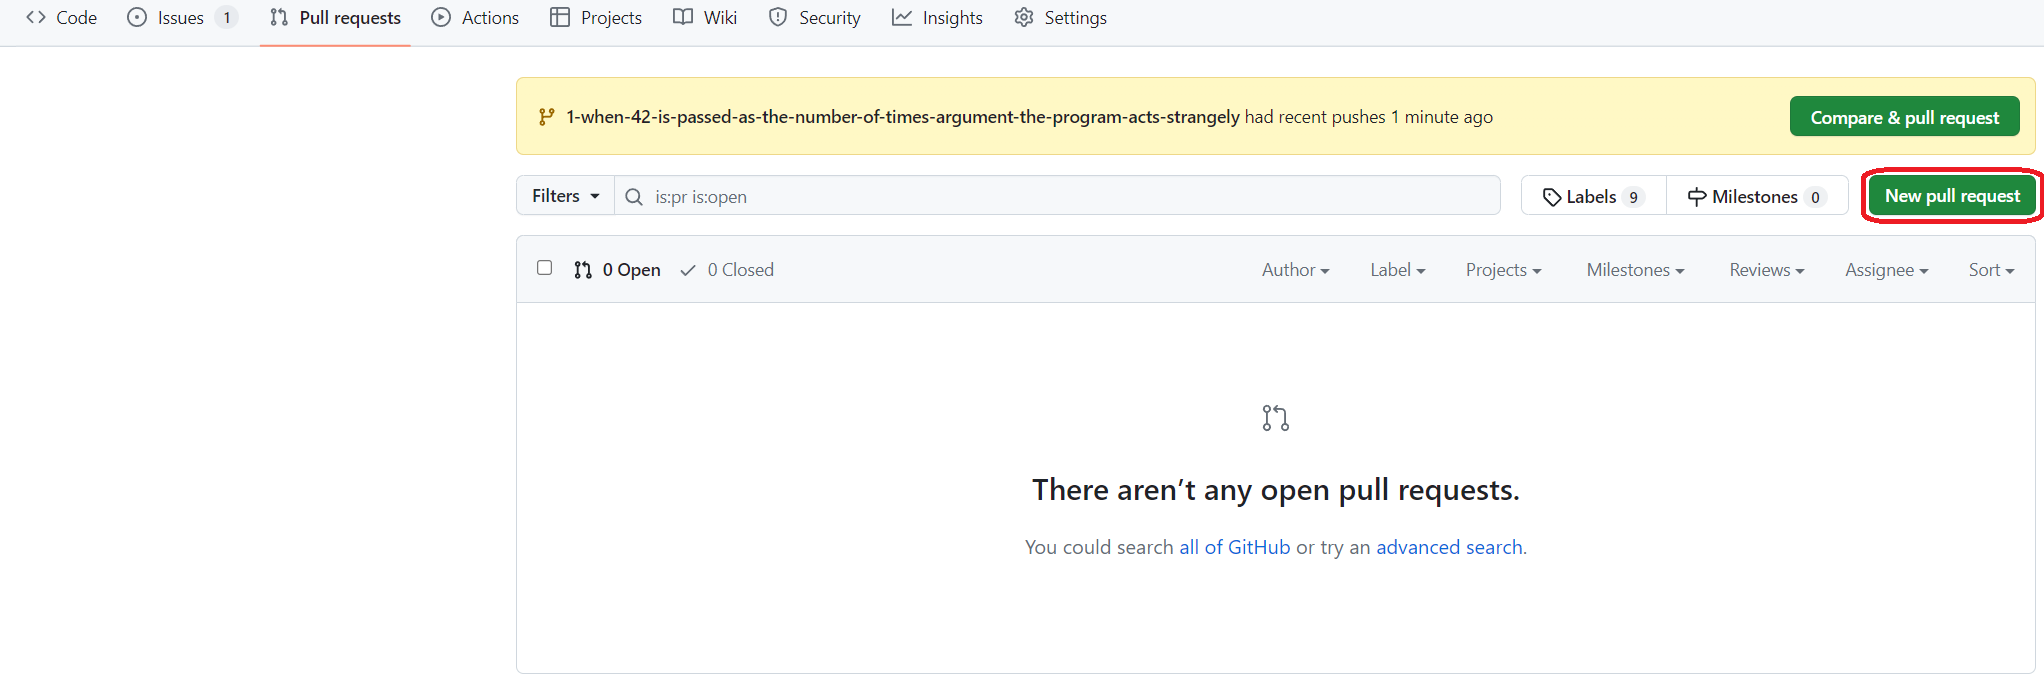 Code Issues 1 Pull requests Actions Projects Wiki Security Insights Settings
1-when-42-is-passed-as-the-number-of-times-argument-the-program-acts-strangely had recent pushes 1 minute ago Compare & pull request
Filters is:pr is:open Labels 9 Milestones 0 New pull request
0 Open 0 Closed Author Label Projects Milestones Reviews Assignee Sort
There aren’t any open pull requests.
You could search all of GitHub or try an advanced search.